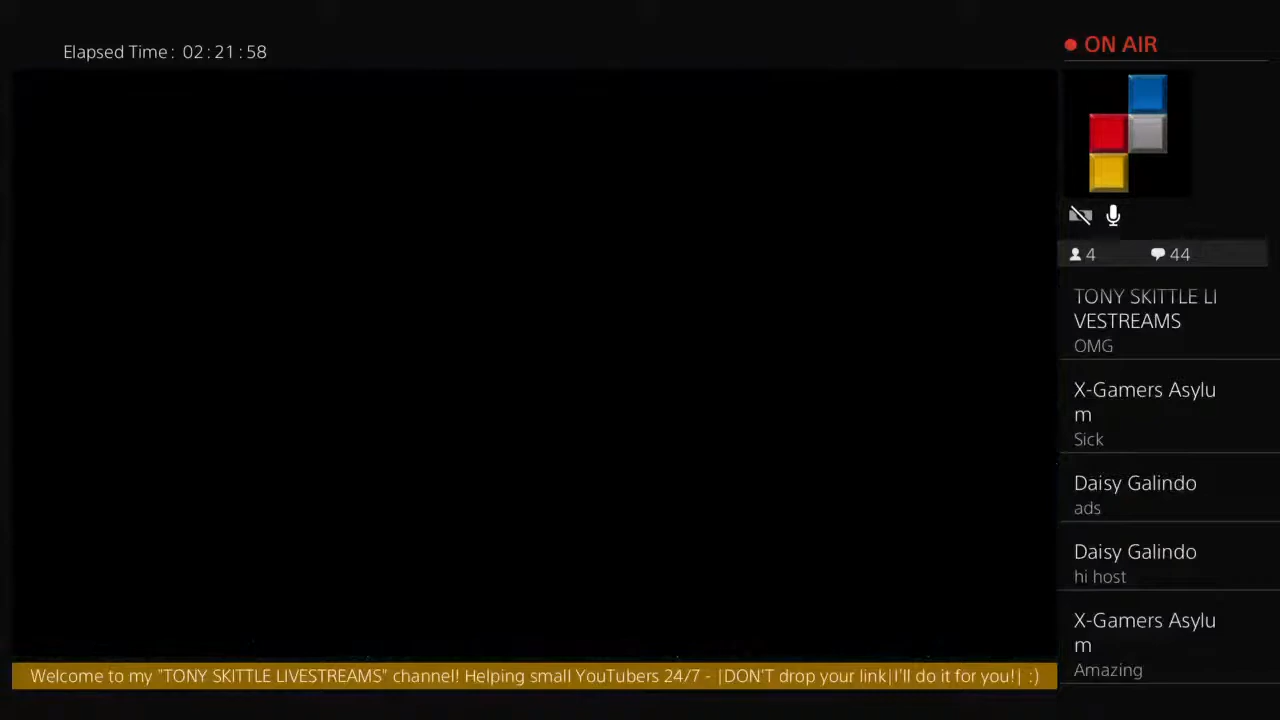 Elapsed Time: 02:21:58
ON AIR
4 44
TONY SKITTLE LI
VESTREAMS
OMG
X-Gamers Asylu
m
Sick
Daisy Galindo
ads
Daisy Galindo
hi host
X-Gamers Asylu
m
Amazing
Welcome to my "TONY SKITTLE LIVESTREAMS" channel! Helping small YouTubers 24/7 - |DON'T drop your link|I'll do it for you!| :)